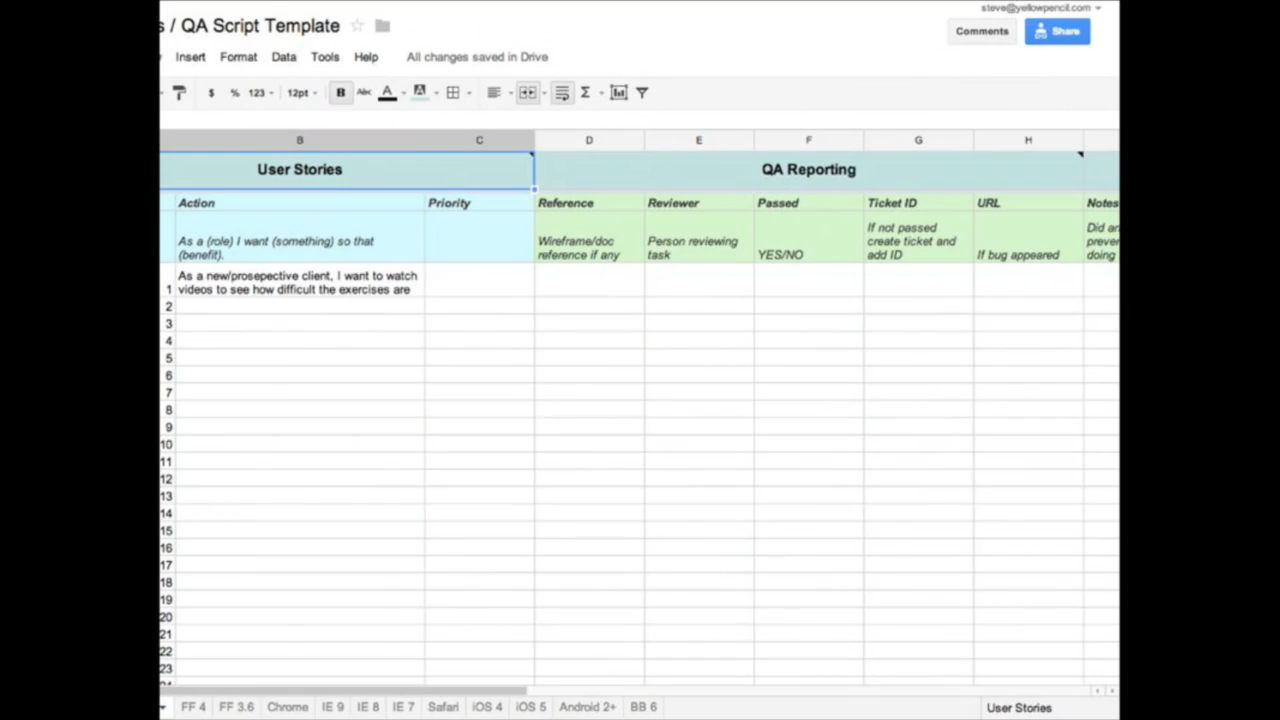 steve@yellowpencil.com
s / QA Script Template
Comments
Share
Insert Format Data Tools Help All changes saved in Drive
$ % 123 12pt B Abc A A Σ
B C D E F G H
User Stories QA Reporting
Action Priority Reference Reviewer Passed Ticket ID URL Notes
As a (role) I want (something) so that
(benefit).
Wireframe/doc
reference if any
Person reviewing
task
YES/NO
If not passed
create ticket and
add ID
If bug appeared
Did
doing
As a new/prosepective client, I want to watch
1 videos to see how difficult the exercises are
2
3
4
5
6
7
8
9
10
11
12
13
14
15
16
17
18
19
20
21
22
23
FF 4 FF 3.6 Chrome IE 9 IE 8 IE 7 Safari iOS 4 iOS 5 Android 2+ BB 6 User Stories